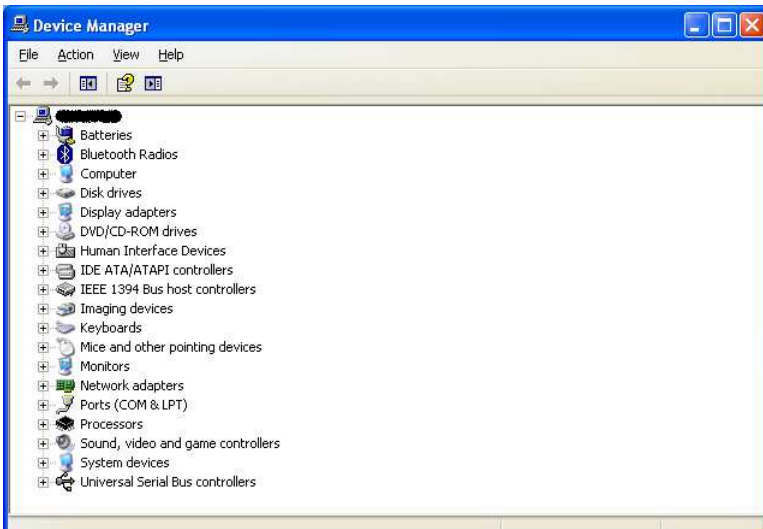 Device Manager
File Action View Help
Batteries
Bluetooth Radios
Computer
Disk drives
Display adapters
DVD/CD-ROM drives
Human Interface Devices
IDE ATA/ATAPI controllers
IEEE 1394 Bus host controllers
Imaging devices
Keyboards
Mice and other pointing devices
Monitors
Network adapters
Ports (COM & LPT)
Processors
Sound, video and game controllers
System devices
Universal Serial Bus controllers